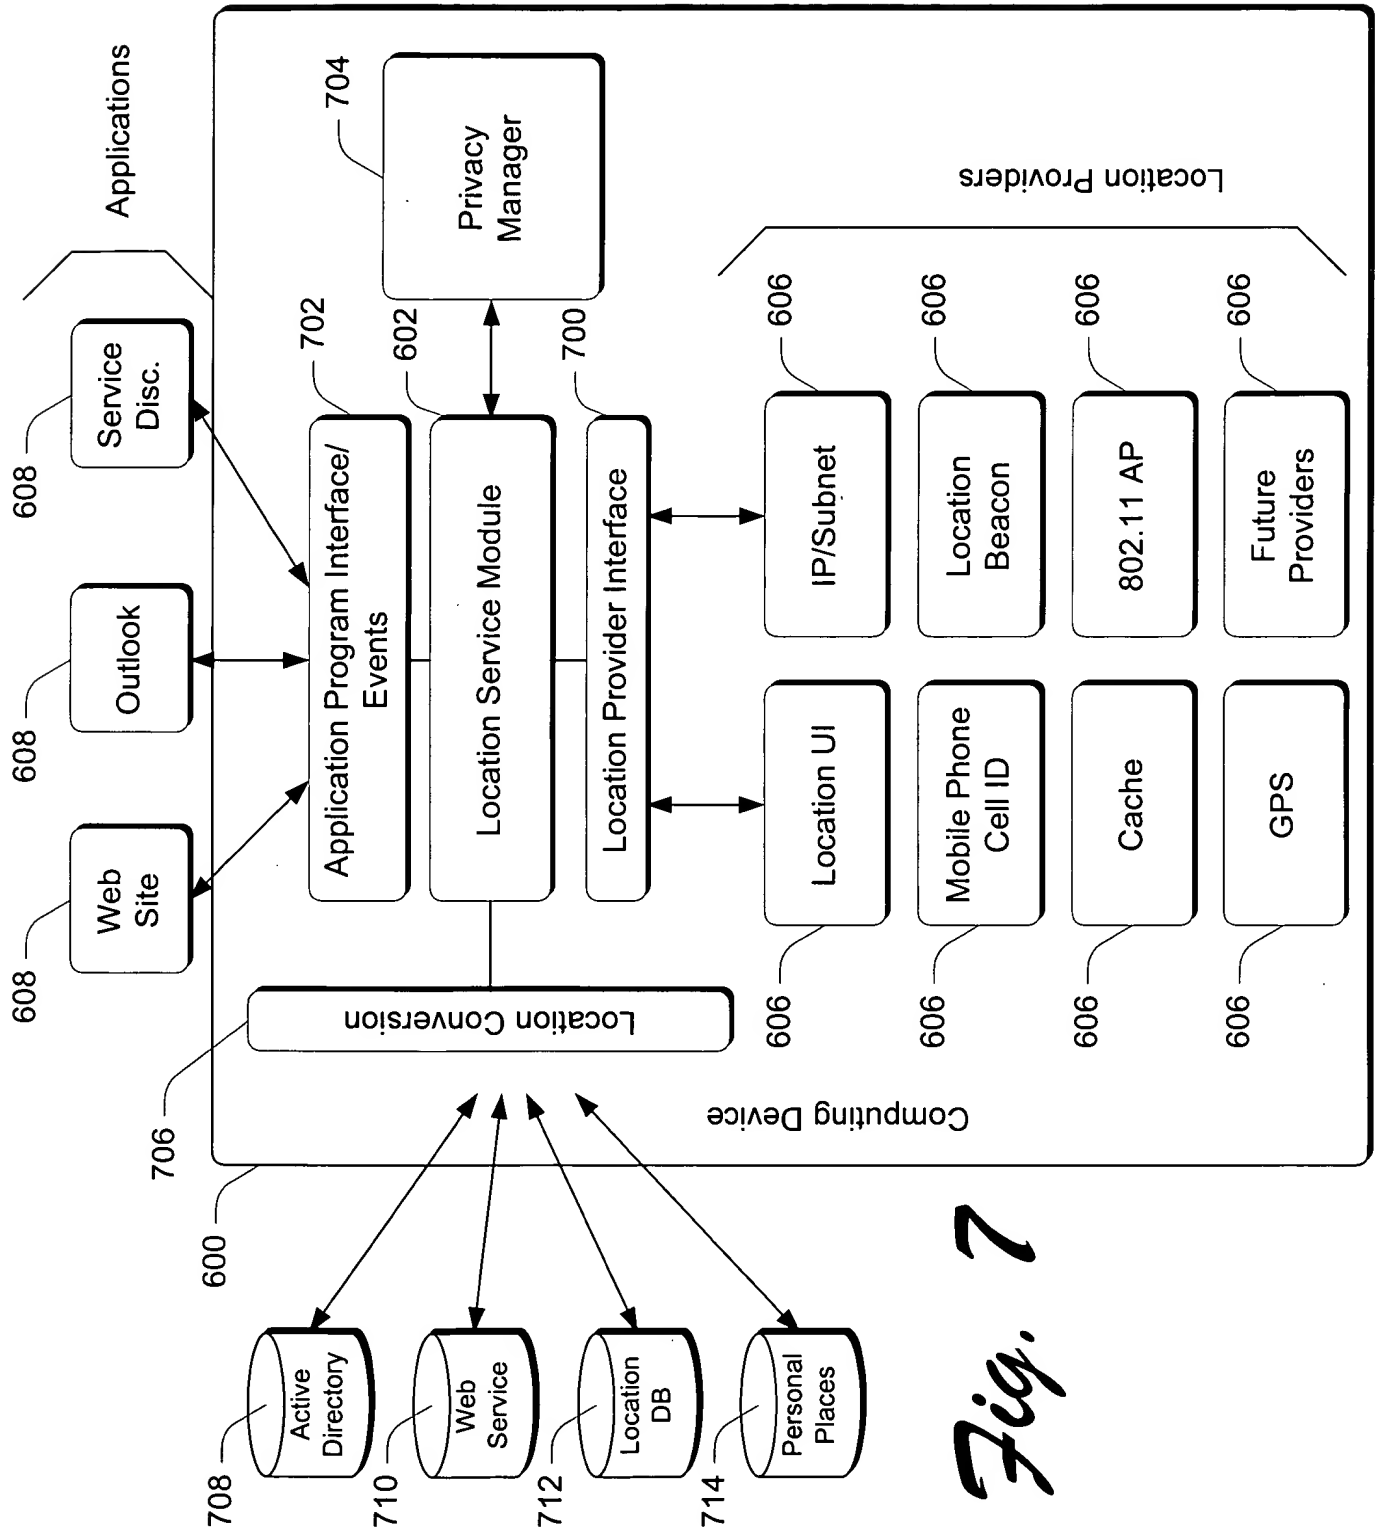 Applications
608
608
608
Web
Site
Outlook
Service
Disc.
706
600
702
Application Program Interface/
Events
602
Location Service Module
704
Privacy
Manager
700
Location Provider Interface
Location Conversion
Computing Device
708
Active
Directory
710
Web
Service
712
Location
DB
714
Personal
Places
Location Providers
606
Location UI
IP/Subnet
606
606
Mobile Phone
Cell ID
Location
Beacon
606
606
Cache
802.11 AP
606
606
GPS
Future
Providers
606
Fig. 7